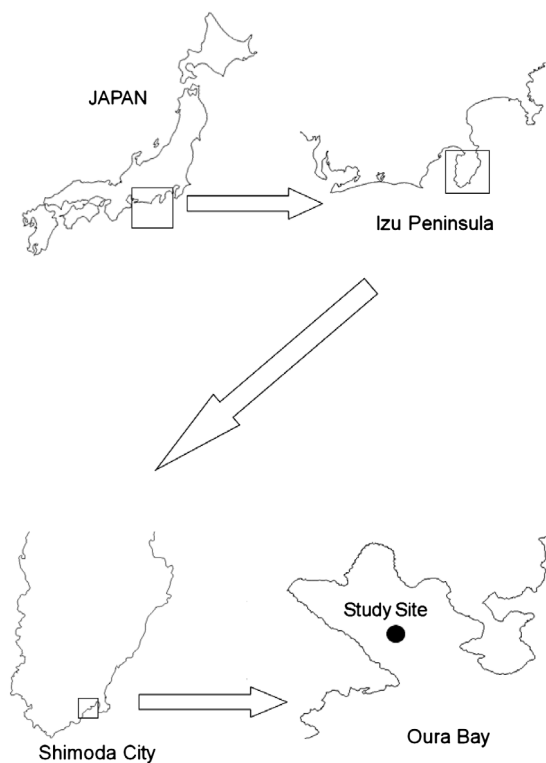 JAPAN
Izu Peninsula
Study Site
Shimoda City
Oura Bay